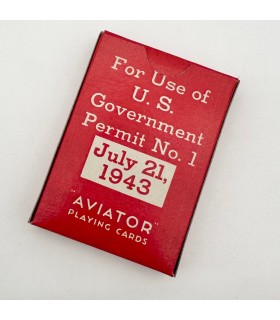 For Use of
U. S.
Government
Permit No. 1
July 21,
1943
"AVIATOR"
PLAYING CARDS